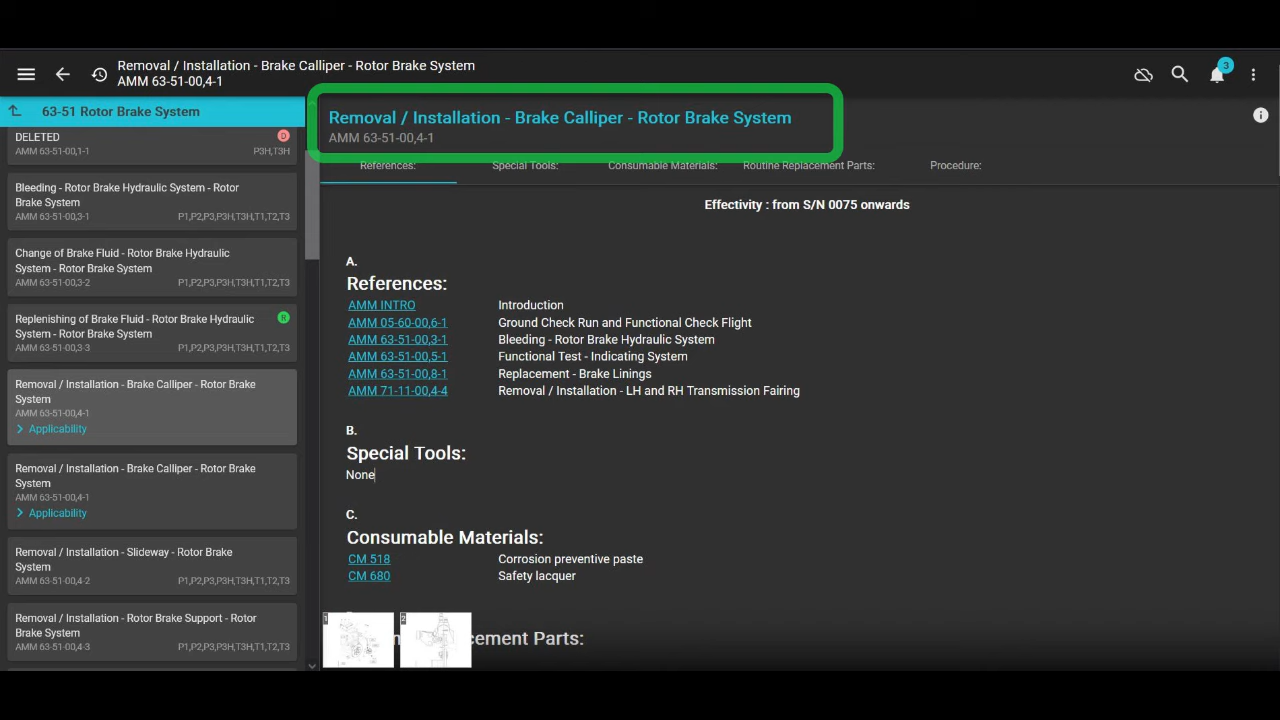 Removal / Installation - Brake Calliper - Rotor Brake System
AMM 63-51-00,4-1
3
63-51 Rotor Brake System
DELETED
D
AMM 63-51-00,1-1 P3H,T3H
Bleeding - Rotor Brake Hydraulic System - Rotor
Brake System
AMM 63-51-00,3-1 P1,P2,P3,P3H,T3H,T1,T2,T3
Change of Brake Fluid - Rotor Brake Hydraulic
System - Rotor Brake System
AMM 63-51-00,3-2 P1,P2,P3,P3H,T3H,T1,T2,T3
Replenishing of Brake Fluid - Rotor Brake Hydraulic
R
System - Rotor Brake System
AMM 63-51-00,3-3 P1,P2,P3,P3H,T3H,T1,T2,T3
Removal / Installation - Brake Calliper - Rotor Brake
System
AMM 63-51-00,4-1
Applicability
Removal / Installation - Brake Calliper - Rotor Brake
System
AMM 63-51-00,4-1
Applicability
Removal / Installation - Slideway - Rotor Brake
System
AMM 63-51-00,4-2 P1,P2,P3,P3H,T3H,T1,T2,T3
Removal / Installation - Rotor Brake Support - Rotor
Brake System
AMM 63-51-00,4-3 P1,P2,P3,P3H,T3H,T1,T2,T3
Removal / Installation - Brake Calliper - Rotor Brake System
AMM 63-51-00,4-1
References: Special Tools: Consumable Materials: Routine Replacement Parts: Procedure:
Effectivity : from S/N 0075 onwards
A.
References:
AMM INTRO Introduction
AMM 05-60-00,6-1 Ground Check Run and Functional Check Flight
AMM 63-51-00,3-1 Bleeding - Rotor Brake Hydraulic System
AMM 63-51-00,5-1 Functional Test - Indicating System
AMM 63-51-00,8-1 Replacement - Brake Linings
AMM 71-11-00,4-4 Removal / Installation - LH and RH Transmission Fairing
B.
Special Tools:
None
C.
Consumable Materials:
CM 518 Corrosion preventive paste
CM 680 Safety lacquer
1 2
cement Parts: